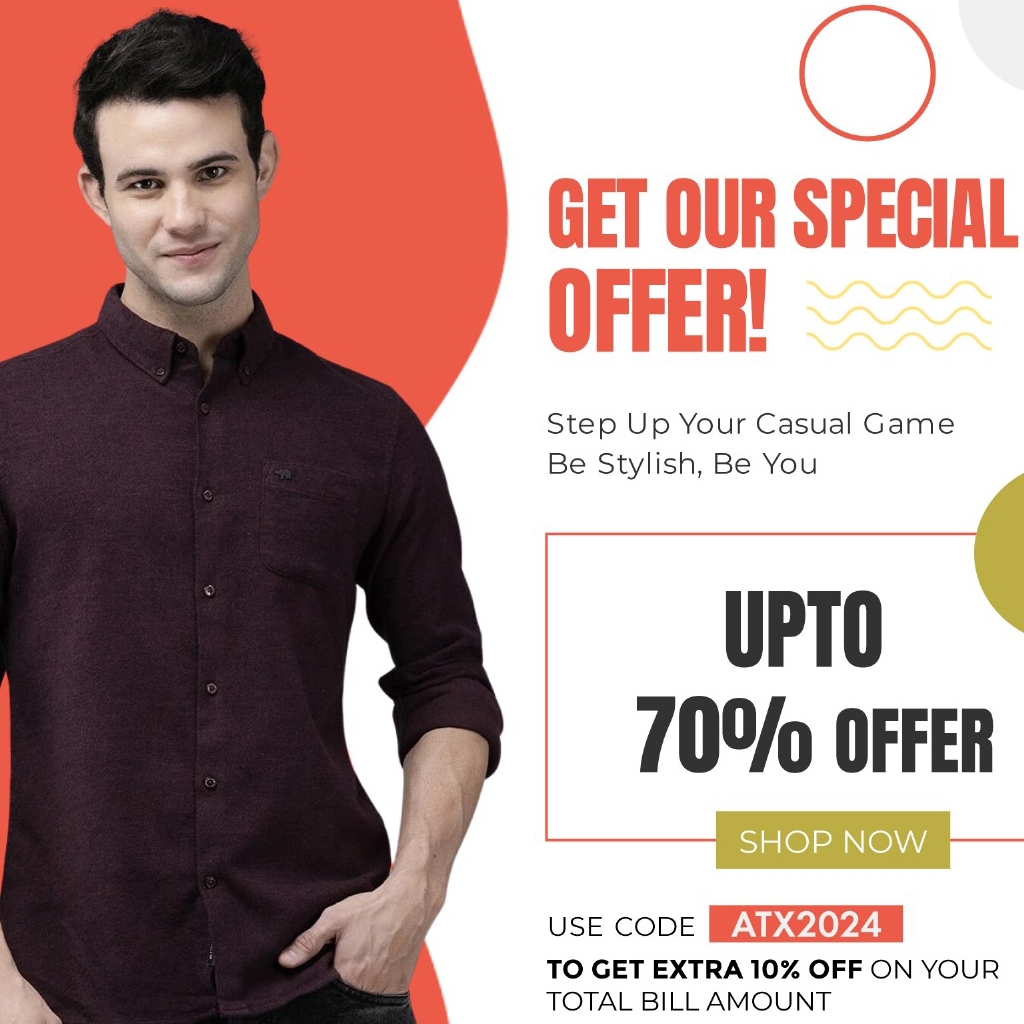 GET OUR SPECIAL
OFFER!
Step Up Your Casual Game
Be Stylish, Be You
UPTO
70% OFFER
SHOP NOW
USE CODE ATX2024
TO GET EXTRA 10% OFF ON YOUR
TOTAL BILL AMOUNT